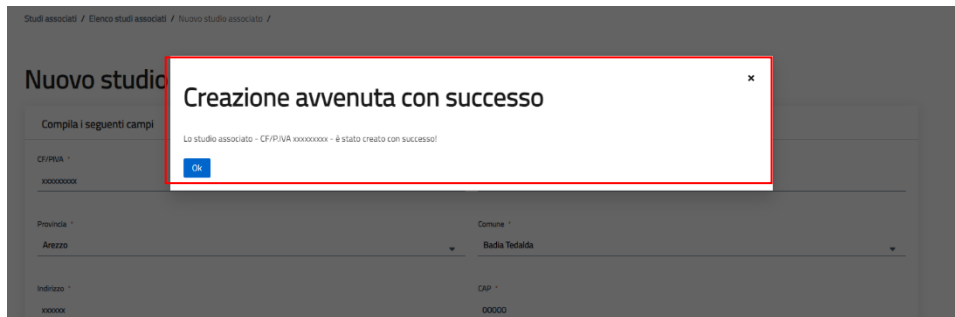 Studi associati / Elenco studi associati / Nuovo studio associato /
Nuovo studio
×
Creazione avvenuta con successo
Compila i seguenti campi
Lo studio associato - CF/P.IVA xxxxxxxxx - è stato creato con successo!
Ok
CF/PIVA *
xxxxxxxxx
Provincia *
Comune *
Arezzo
Badia Tedalda
Indirizzo *
CAP *
xxxxxx
00000